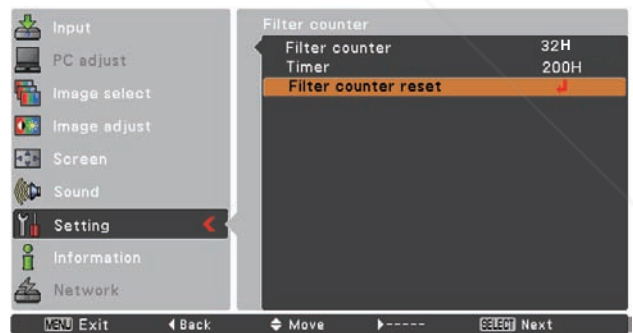 Input
PC adjust
Image select
Image adjust
Screen
Sound
Setting
Information
Network
Filter counter
Filter counter 32H
Timer 200H
Filter counter reset
MENU Exit Back Move ----- SELECT Next